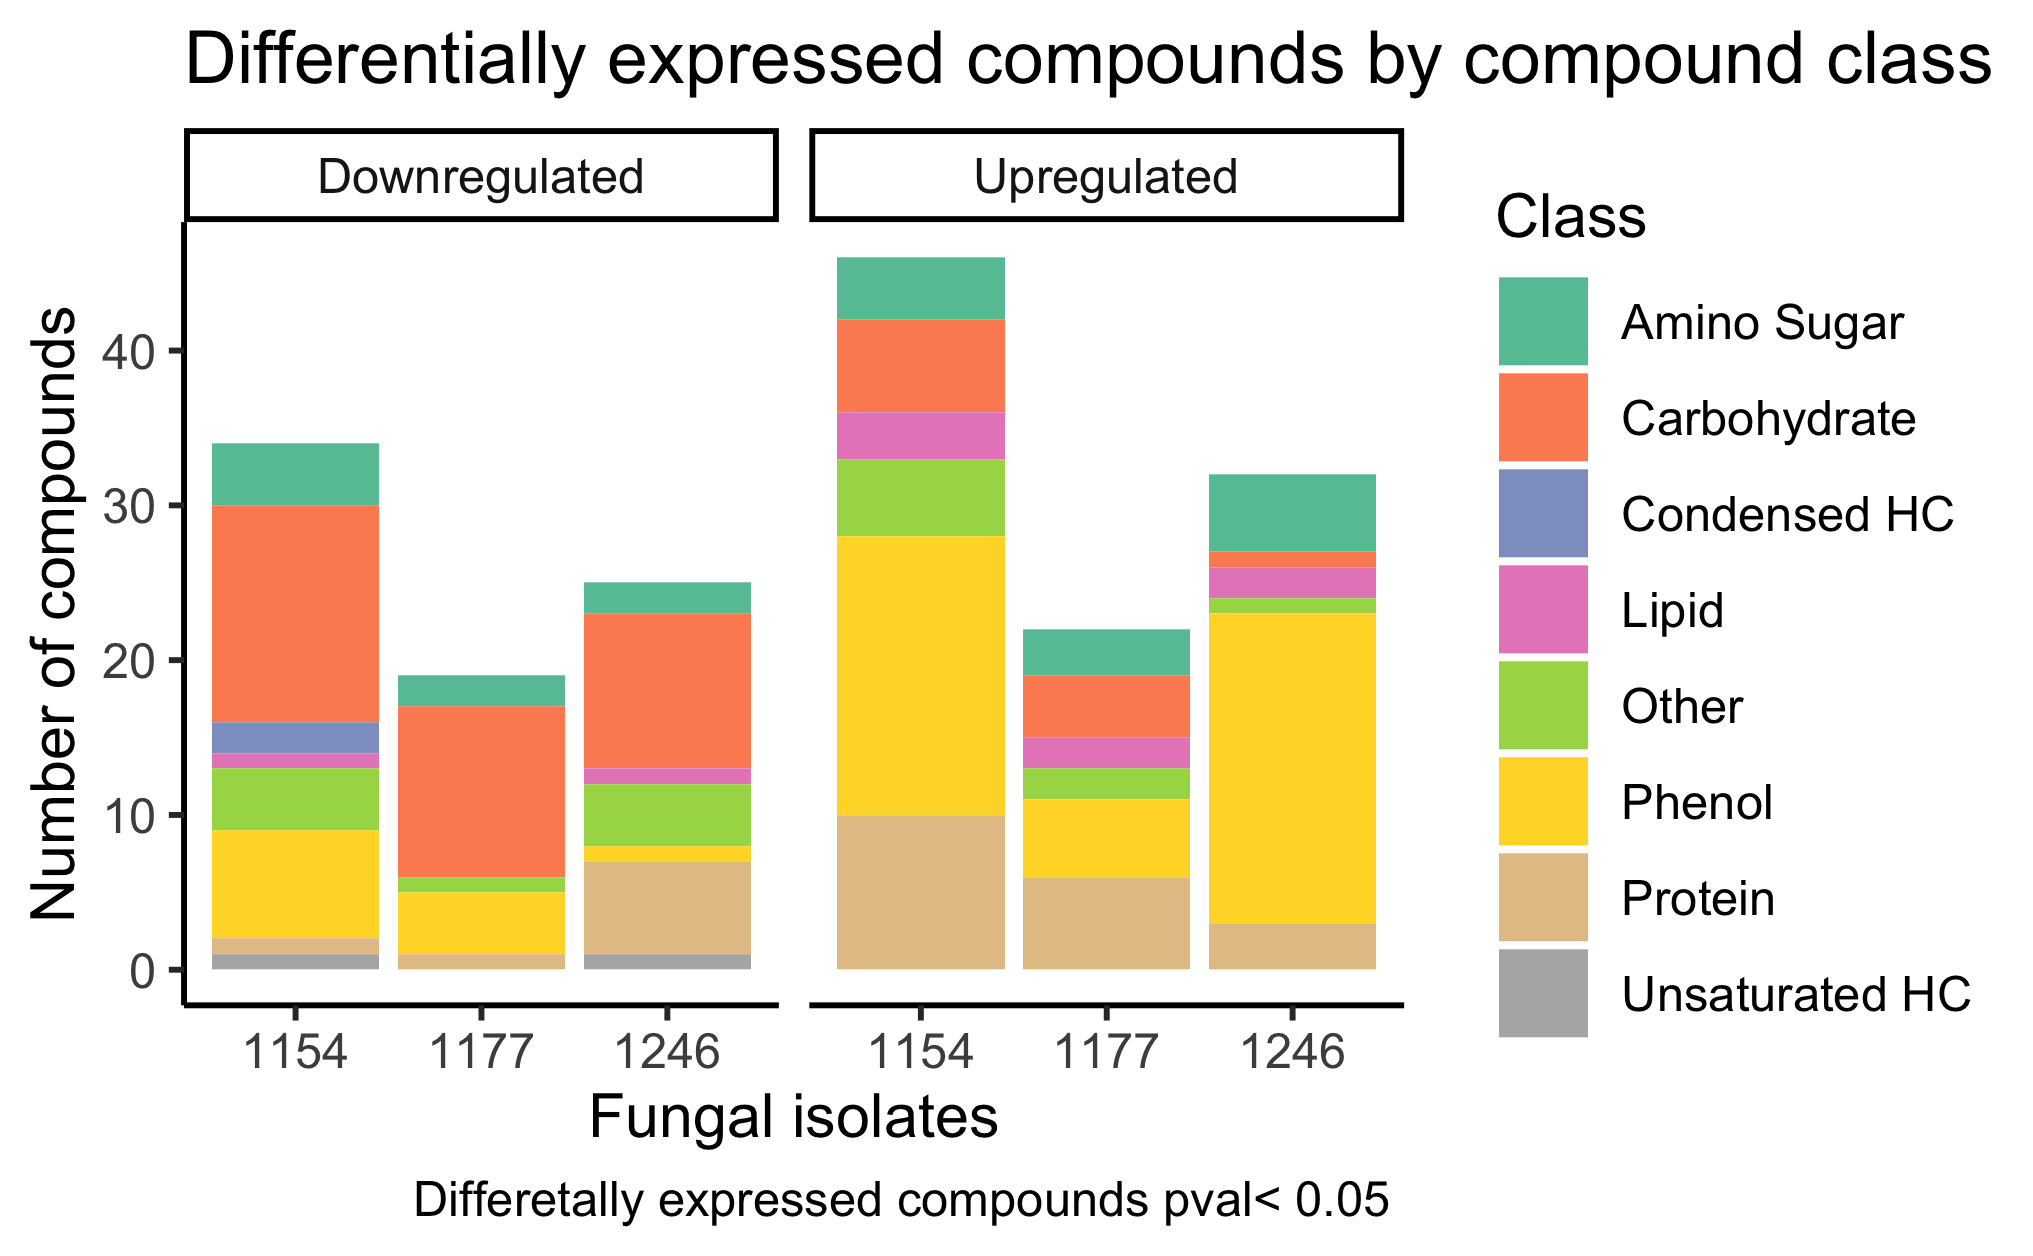 Differentially expressed compounds by compound class
Downregulated
Upregulated
Number of compounds
40
30
20
10
0
1154
1177
1246
1154
1177
1246
Fungal isolates
Differetally expressed compounds pval< 0.05
Class
Amino Sugar
Carbohydrate
Condensed HC
Lipid
Other
Phenol
Protein
Unsaturated HC